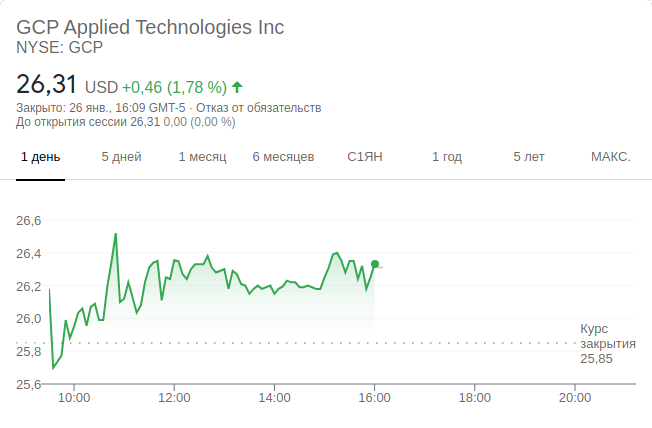 GCP Applied Technologies Inc
NYSE: GCP
26,31 USD +0,46 (1,78 %)
Закрыто: 26 янв., 16:09 GMT-5 · Отказ от обязательств
До открытия сессии 26,31 0,00 (0,00 %)
1 день 5 дней 1 месяц 6 месяцев С1ЯН 1 год 5 лет МАКС.
26,6
26,4
26,2
26,0
25,8
25,6
Курс
закрытия
25,85
10:00 12:00 14:00 16:00 18:00 20:00